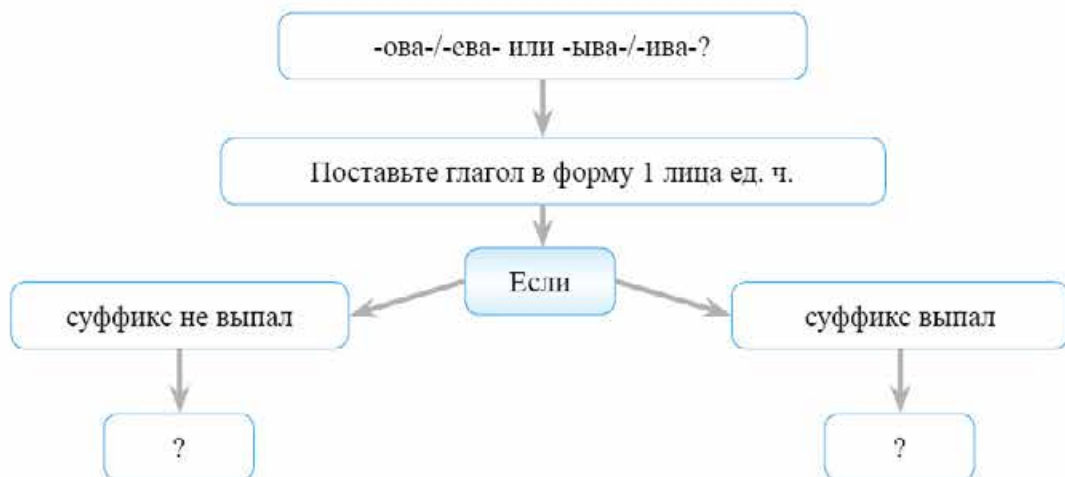 -ова-/-ева- или -ыва-/-ива-?
Поставьте глагол в форму 1 лица ед. ч.
Если
суффикс не выпал
суффикс выпал
?
?